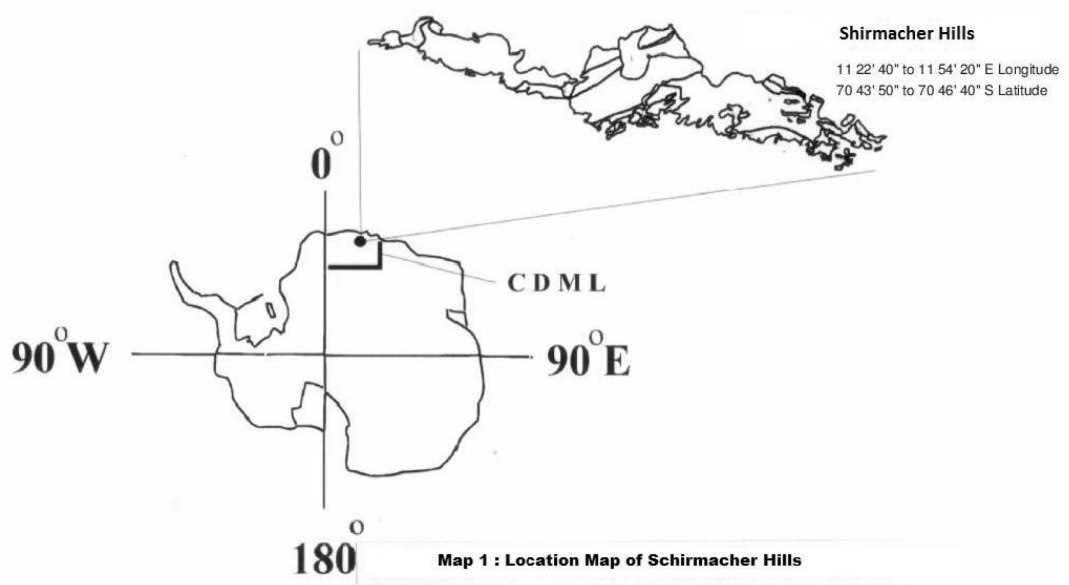 Shirmacher Hills
11 22' 40" to 11 54' 20" E Longitude
70 43' 50" to 70 46' 40" S Latitude
0°
C D M L
90°W
90°E
180°
Map 1 : Location Map of Schirmacher Hills